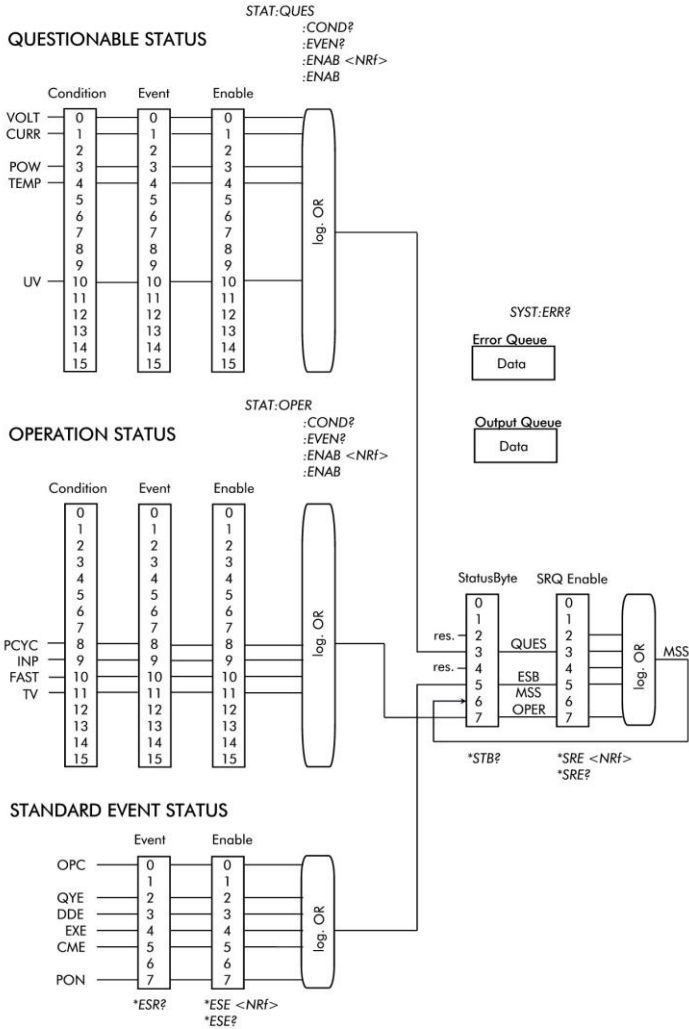 STAT:QUES
QUESTIONABLE STATUS
:COND?
:EVEN?
:ENAB <NRf>
:ENAB
Condition Event Enable
VOLT 0 0 0
CURR 1 1 1
2 2 2
POW 3 3 3
TEMP 4 4 4
5 5 5
6 6 6
7 7 7
8 8 8
9 9 9
UV 10 10 10
11 11 11
12 12 12
13 13 13
14 14 14
15 15 15
log. OR
SYST:ERR?
Error Queue
Data
Output Queue
Data
STAT:OPER
OPERATION STATUS
:COND?
:EVEN?
:ENAB <NRf>
:ENAB
Condition Event Enable
0 0 0
1 1 1
2 2 2
3 3 3
4 4 4
5 5 5
6 6 6
7 7 7
PCYC 8 8 8
INP 9 9 9
FAST 10 10 10
TV 11 11 11
12 12 12
13 13 13
14 14 14
15 15 15
log. OR
StatusByte SRQ Enable
0 0
1 1
res. 2 2
3 QUES 3
res. 4 4
5 ESB 5
6 MSS 6
7 OPER 7
log. OR
MSS
*STB? *SRE <NRf>
*SRE?
STANDARD EVENT STATUS
Event Enable
OPC 0 0
1 1
QYE 2 2
DDE 3 3
EXE 4 4
CME 5 5
6 6
PON 7 7
log. OR
*ESR? *ESE <NRf>
*ESE?